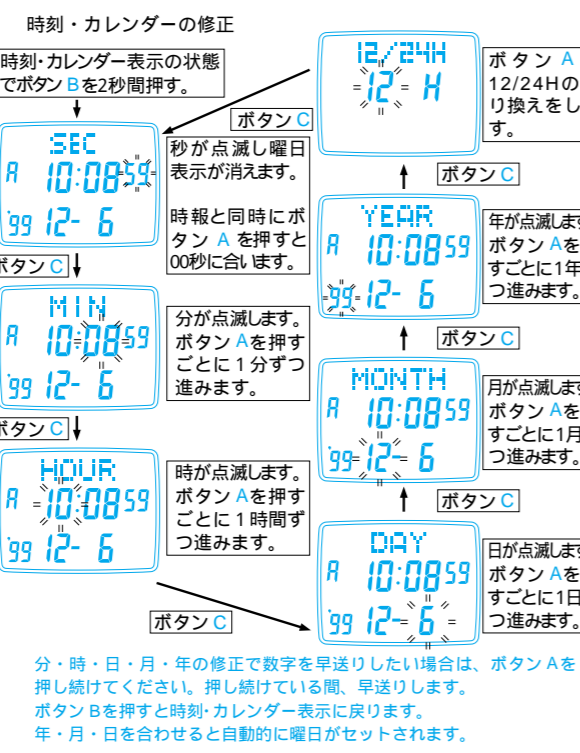 時刻・カレンダーの修正
時刻・カレンダー表示の状態
でボタン Bを2秒間押す。
SEC
A 10:08 59
'99 12- 6
秒が点滅し曜日
表示が消えます。
時報と同時にボ
タン A を押すと
00秒に合います。
ボタン C
MIN
A 10:08 59
'99 12- 6
分が点滅します。
ボタン Aを押す
ごとに1分ずつ
進みます。
ボタン C
HOUR
A 10:08 59
'99 12- 6
時が点滅します。
ボタン Aを押す
ごとに1時間ず
つ進みます。
ボタン C
DAY
A 10:08 59
'99 12- 6
日が点滅します
ボタン Aを
すごとに1日
つ進みます。
ボタン C
MONTH
A 10:08 59
'99 12- 6
月が点滅します
ボタン Aを
すごとに1月
つ進みます。
ボタン C
YEAR
A 10:08 59
'99 12- 6
年が点滅します
ボタン Aを
すごとに1年
つ進みます。
ボタン C
12/24H
12 H
ボタン A
12/24Hの
り換えをし
す。
ボタン C
分・時・日・月・年の修正で数字を早送りしたい場合は、ボタン Aを
押し続けてください。押し続けている間、早送りします。
ボタン Bを押すと時刻・カレンダー表示に戻ります。
年・月・日を合わせると自動的に曜日がセットされます。